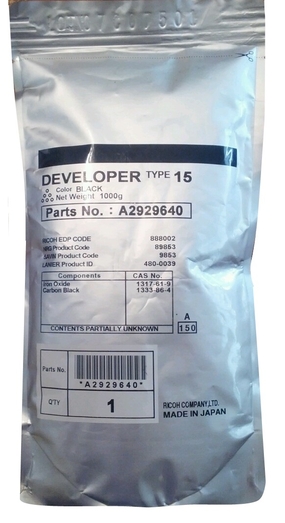 DEVELOPER TYPE 15
Color BLACK
Net Weight 1000g
Parts No. : A2929640
RICOH EDP CODE 888002
NRG Product Code 89853
SAVIN Product Code 9853
LANIER Product ID 480-0039
Components CAS No.
Iron Oxide 1317-61-9
Carbon Black 1333-86-4
CONTENTS PARTIALLY UNKNOWN
A
150
Parts No.
*A2929640*
Q'TY 1
RICOH COMPANY,LTD.
MADE IN JAPAN